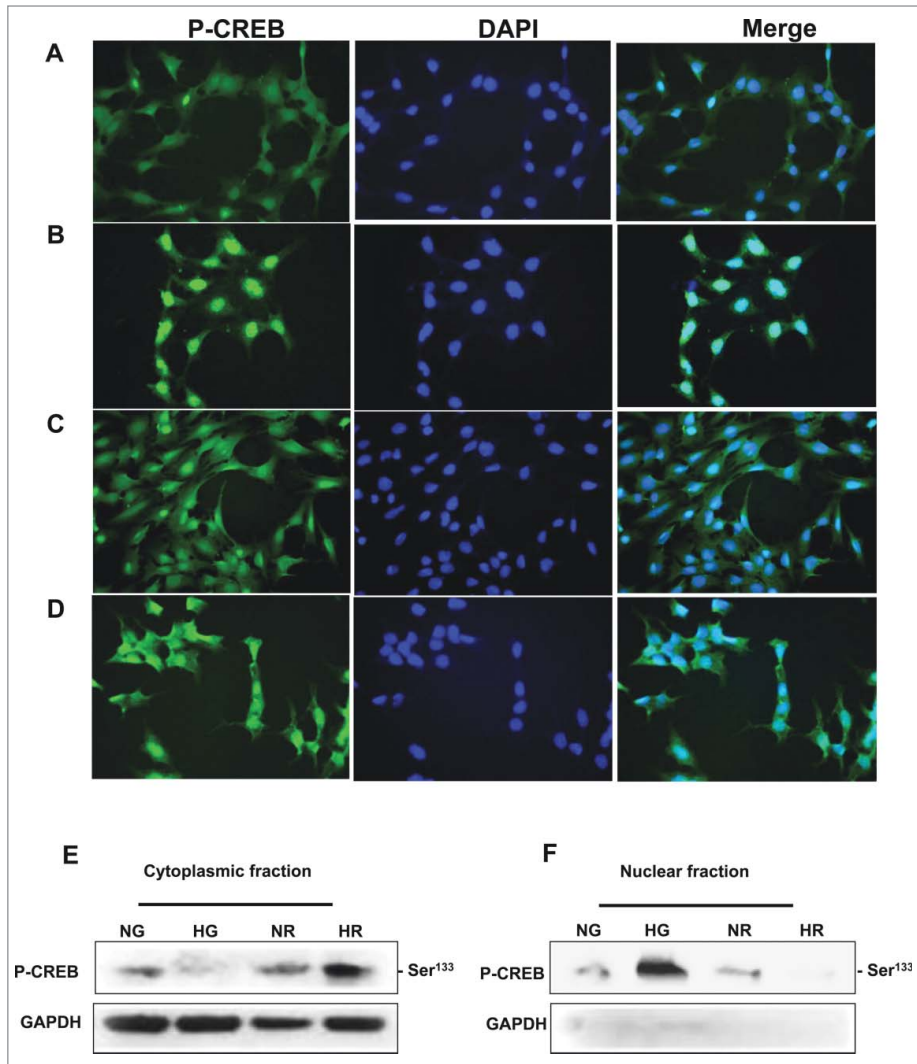 P-CREB DAPI Merge
A
B
C
D
E
Cytoplasmic fraction
NG HG NR HR
P-CREB - Ser¹³³
GAPDH
F
Nuclear fraction
NG HG NR HR
P-CREB - Ser¹³³
GAPDH